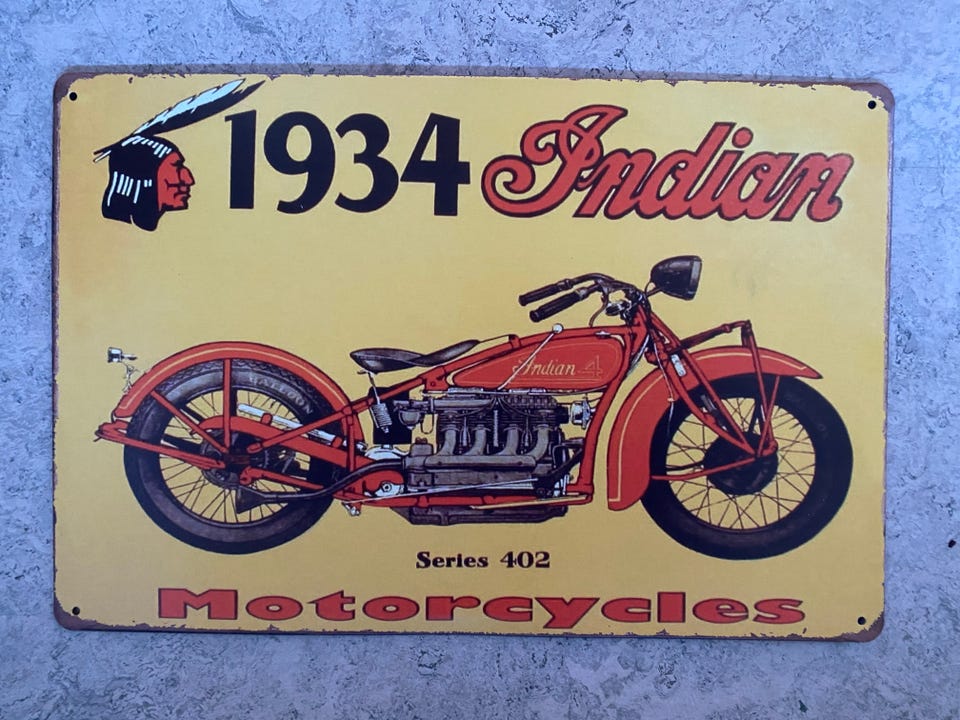 1934 Indian
Indian 4
BALLOON
Series 402
Motorcycles